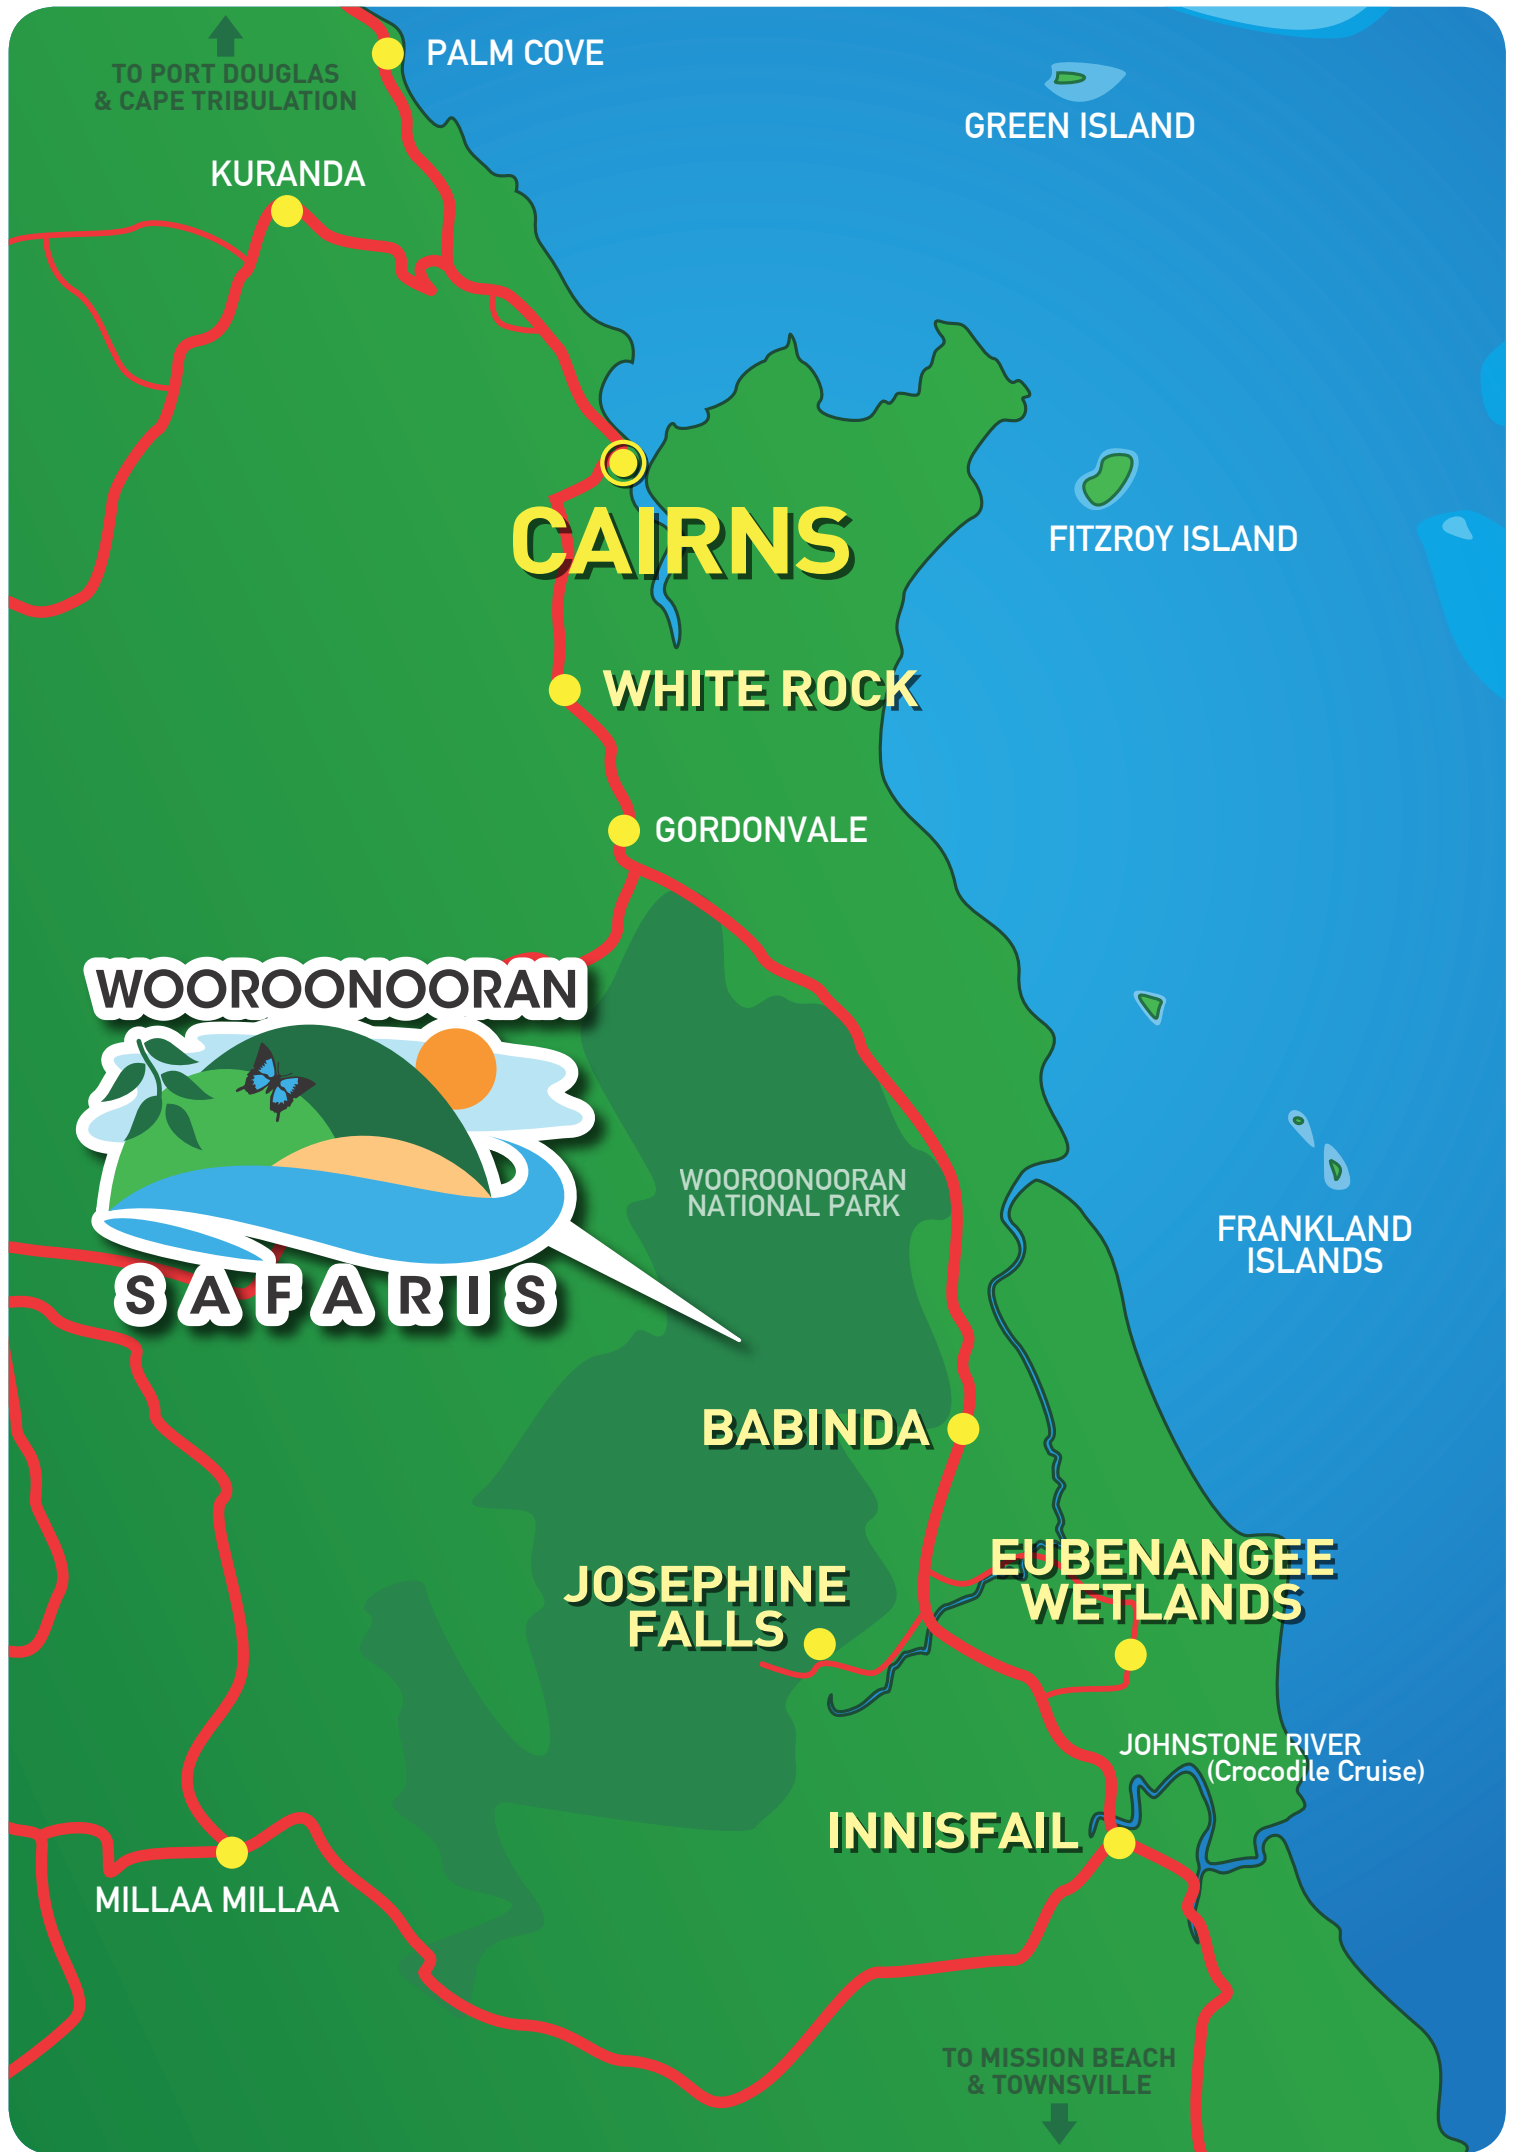 PALM COVE
TO PORT DOUGLAS
& CAPE TRIBULATION
GREEN ISLAND
KURANDA
CAIRNS
FITZROY ISLAND
WHITE ROCK
GORDONVALE
WOOROONOORAN
SAFARIS
WOOROONOORAN
NATIONAL PARK
FRANKLAND
ISLANDS
BABINDA
EUBENANGEE
WETLANDS
JOSEPHINE
FALLS
JOHNSTONE RIVER
(Crocodile Cruise)
INNISFAIL
MILLAA MILLAA
TO MISSION BEACH
& TOWNSVILLE